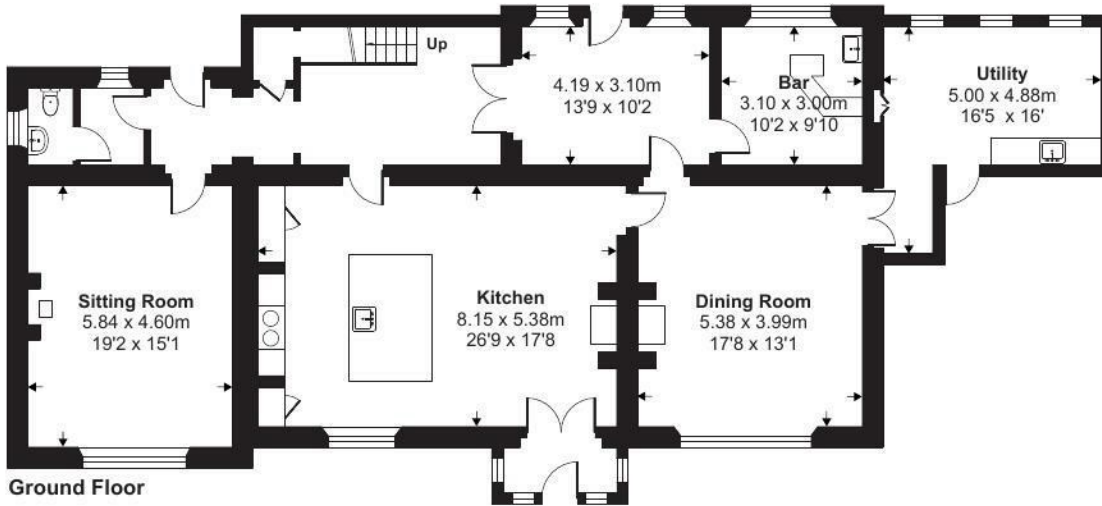 Up
4.19 x 3.10m
13'9 x 10'2
Bar
3.10 x 3.00m
10'2 x 9'10
Utility
5.00 x 4.88m
16'5 x 16'
Sitting Room
5.84 x 4.60m
19'2 x 15'1
Kitchen
8.15 x 5.38m
26'9 x 17'8
Dining Room
5.38 x 3.99m
17'8 x 13'1
Ground Floor